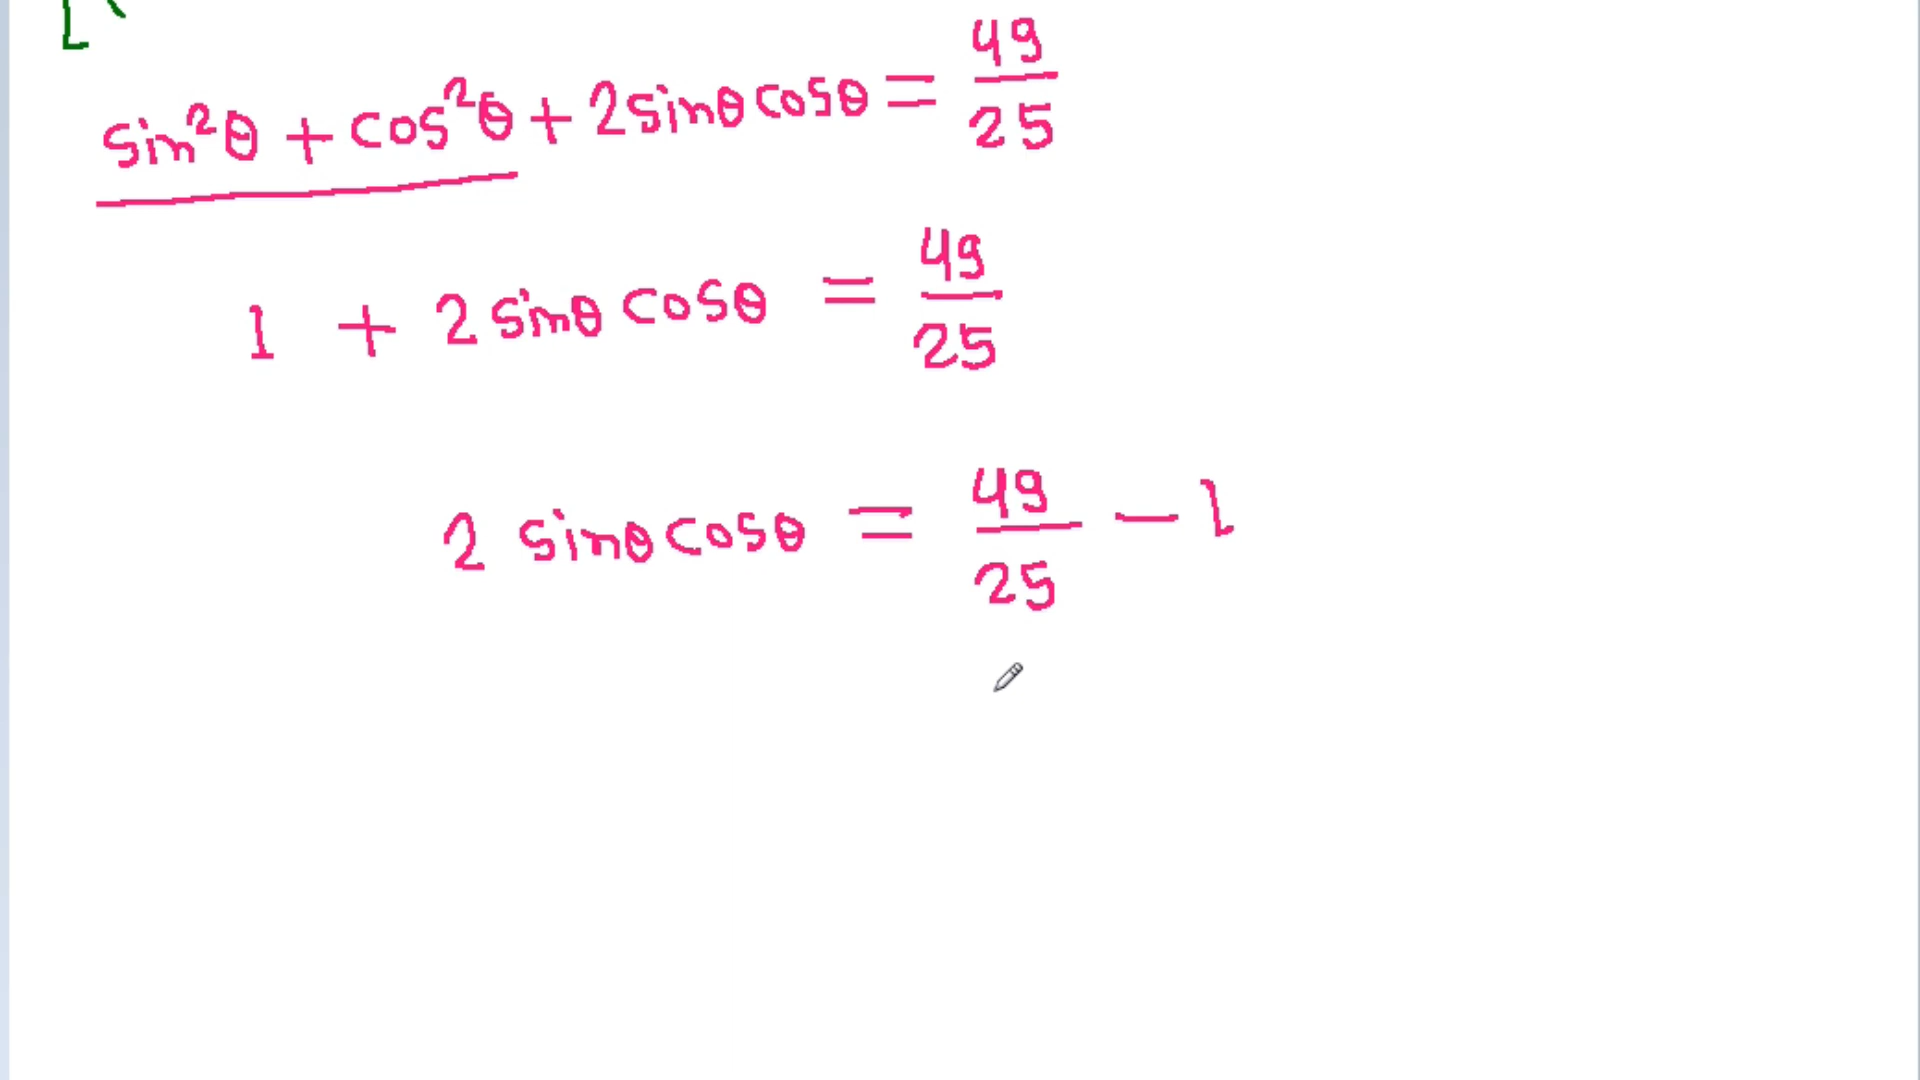 sin²θ + cos²θ + 2sinθ cosθ = 49/25
1 + 2 sinθ cosθ = 49/25
2 sinθ cosθ = 49/25 − 1